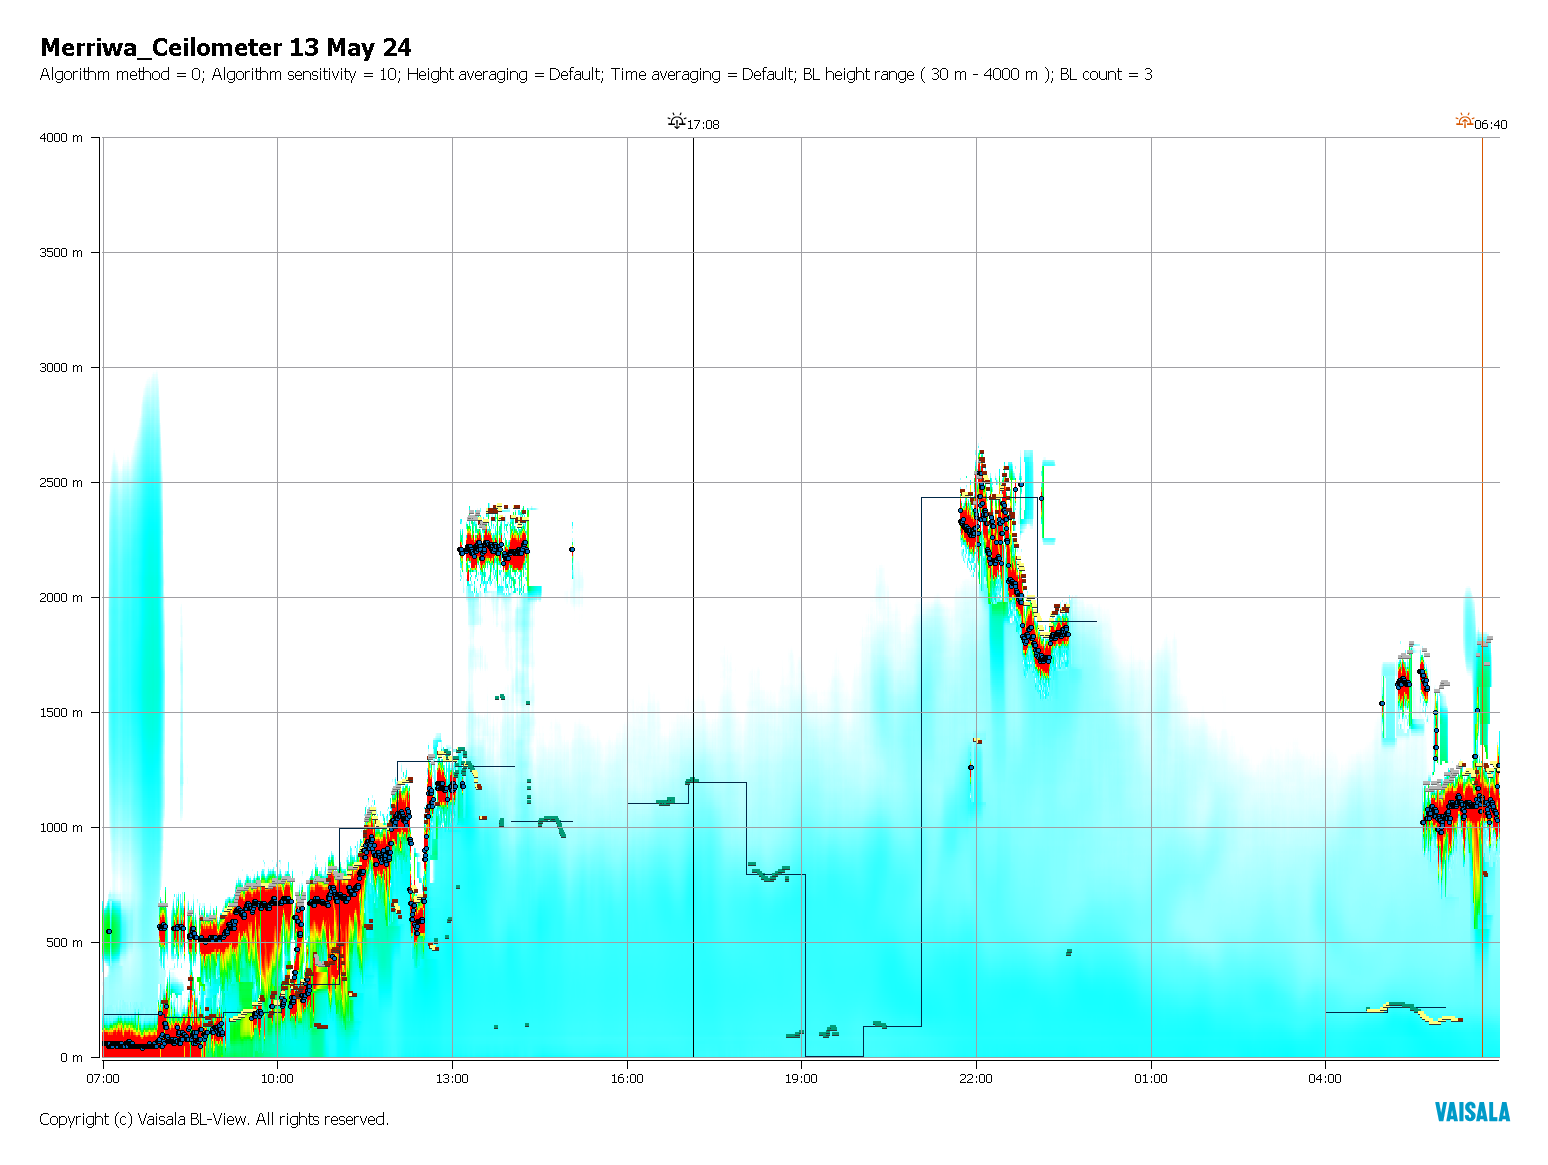 Merriwa_Ceilometer 13 May 24
Algorithm method = 0; Algorithm sensitivity = 10; Height averaging = Default; Time averaging = Default; BL height range ( 30 m - 4000 m ); BL count = 3
17:08
06:40
4000 m
3500 m
3000 m
2500 m
2000 m
1500 m
1000 m
500 m
0 m
07:00
10:00
13:00
16:00
19:00
22:00
01:00
04:00
Copyright (c) Vaisala BL-View. All rights reserved.
VAISALA